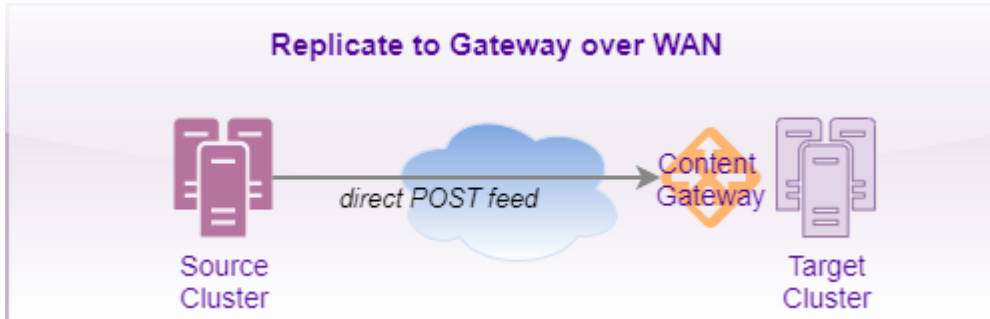 Replicate to Gateway over WAN
direct POST feed
Content
Gateway
Source
Cluster
Target
Cluster